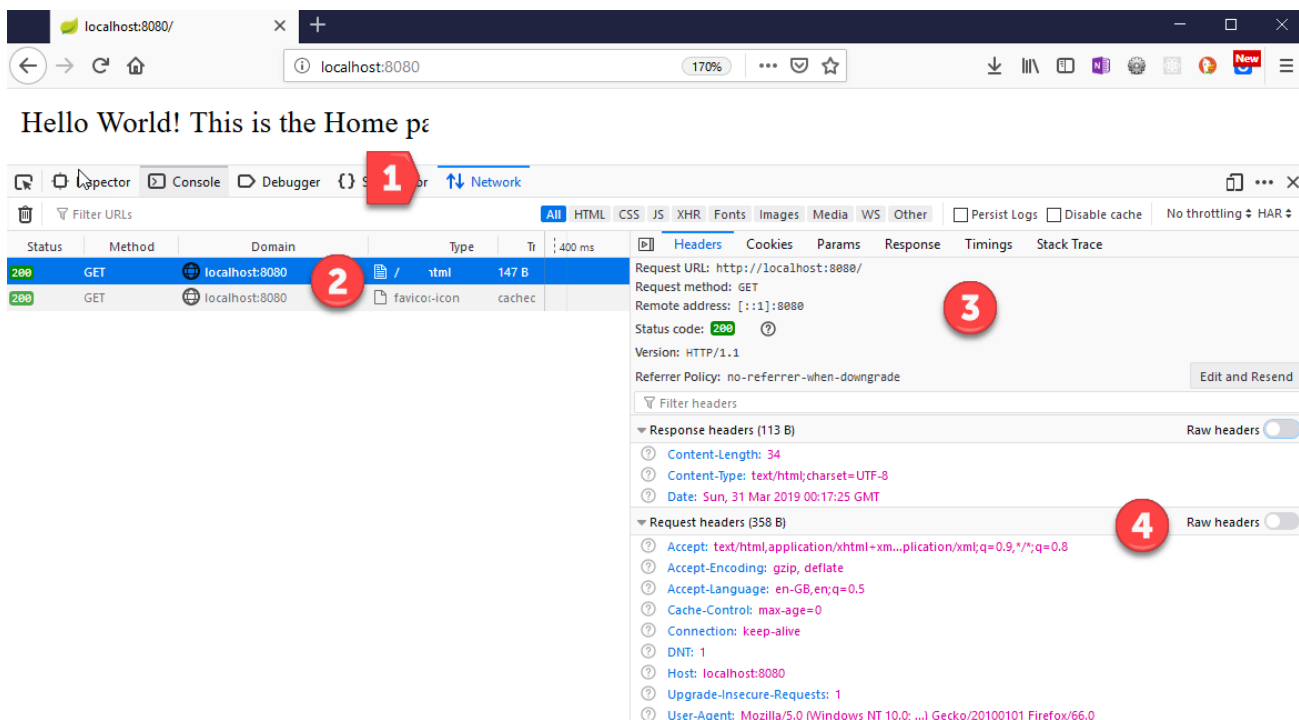 localhost:8080/
localhost:8080 170% New
Hello World! This is the Home pa
Inspector Console Debugger {} S 1 or Network
Filter URLs All HTML CSS JS XHR Fonts Images Media WS Other Persist Logs Disable cache No throttling HAR
Status Method Domain Type Tr 400 ms Headers Cookies Params Response Timings Stack Trace
200 GET localhost:8080 2 / html 147 B
200 GET localhost:8080 favico:-icon cachec
Request URL: http://localhost:8080/
Request method: GET
Remote address: [::1]:8080 3
Status code: 200
Version: HTTP/1.1
Referrer Policy: no-referrer-when-downgrade Edit and Resend
Filter headers
Response headers (113 B) Raw headers
Content-Length: 34
Content-Type: text/html;charset=UTF-8
Date: Sun, 31 Mar 2019 00:17:25 GMT
Request headers (358 B) 4 Raw headers
Accept: text/html,application/xhtml+xm...plication/xml;q=0.9,*/*;q=0.8
Accept-Encoding: gzip, deflate
Accept-Language: en-GB,en;q=0.5
Cache-Control: max-age=0
Connection: keep-alive
DNT: 1
Host: localhost:8080
Upgrade-Insecure-Requests: 1
User-Agent: Mozilla/5.0 (Windows NT 10.0; ...) Gecko/20100101 Firefox/66.0